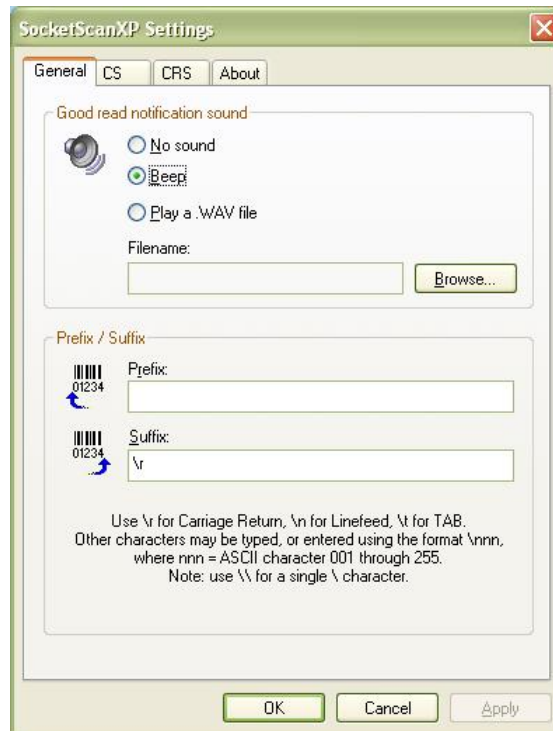 SocketScanXP Settings
General CS CRS About
Good read notification sound
No sound
Beep
Play a .WAV file
Filename:
Browse...
Prefix / Suffix
01234
Prefix:
01234
Suffix:
\r
Use \r for Carriage Return, \n for Linefeed, \t for TAB.
Other characters may be typed, or entered using the format \nnn,
where nnn = ASCII character 001 through 255.
Note: use \\ for a single \ character.
OK Cancel Apply